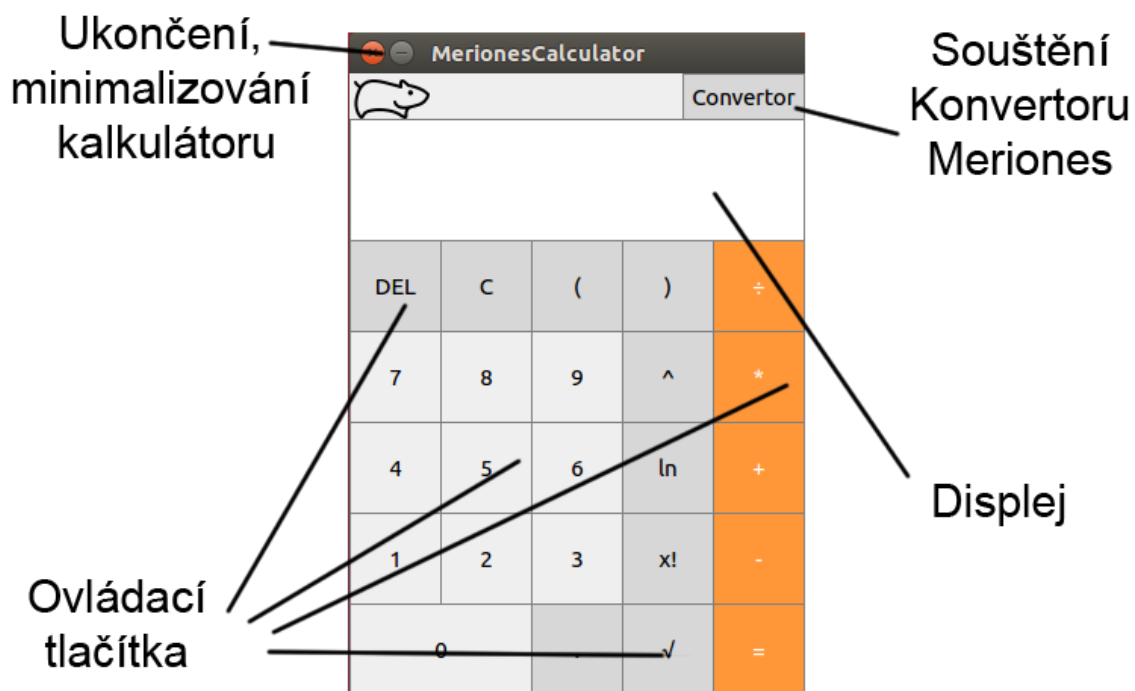 Ukončení,
minimalizování
kalkulátoru
MerionesCalculator
Convertor
Souštění
Konvertoru
Meriones
DEL C ( ) ÷
7 8 9 ^ *
4 5 6 ln +
1 2 3 x! -
0 . √ =
Displej
Ovládací
tlačítka